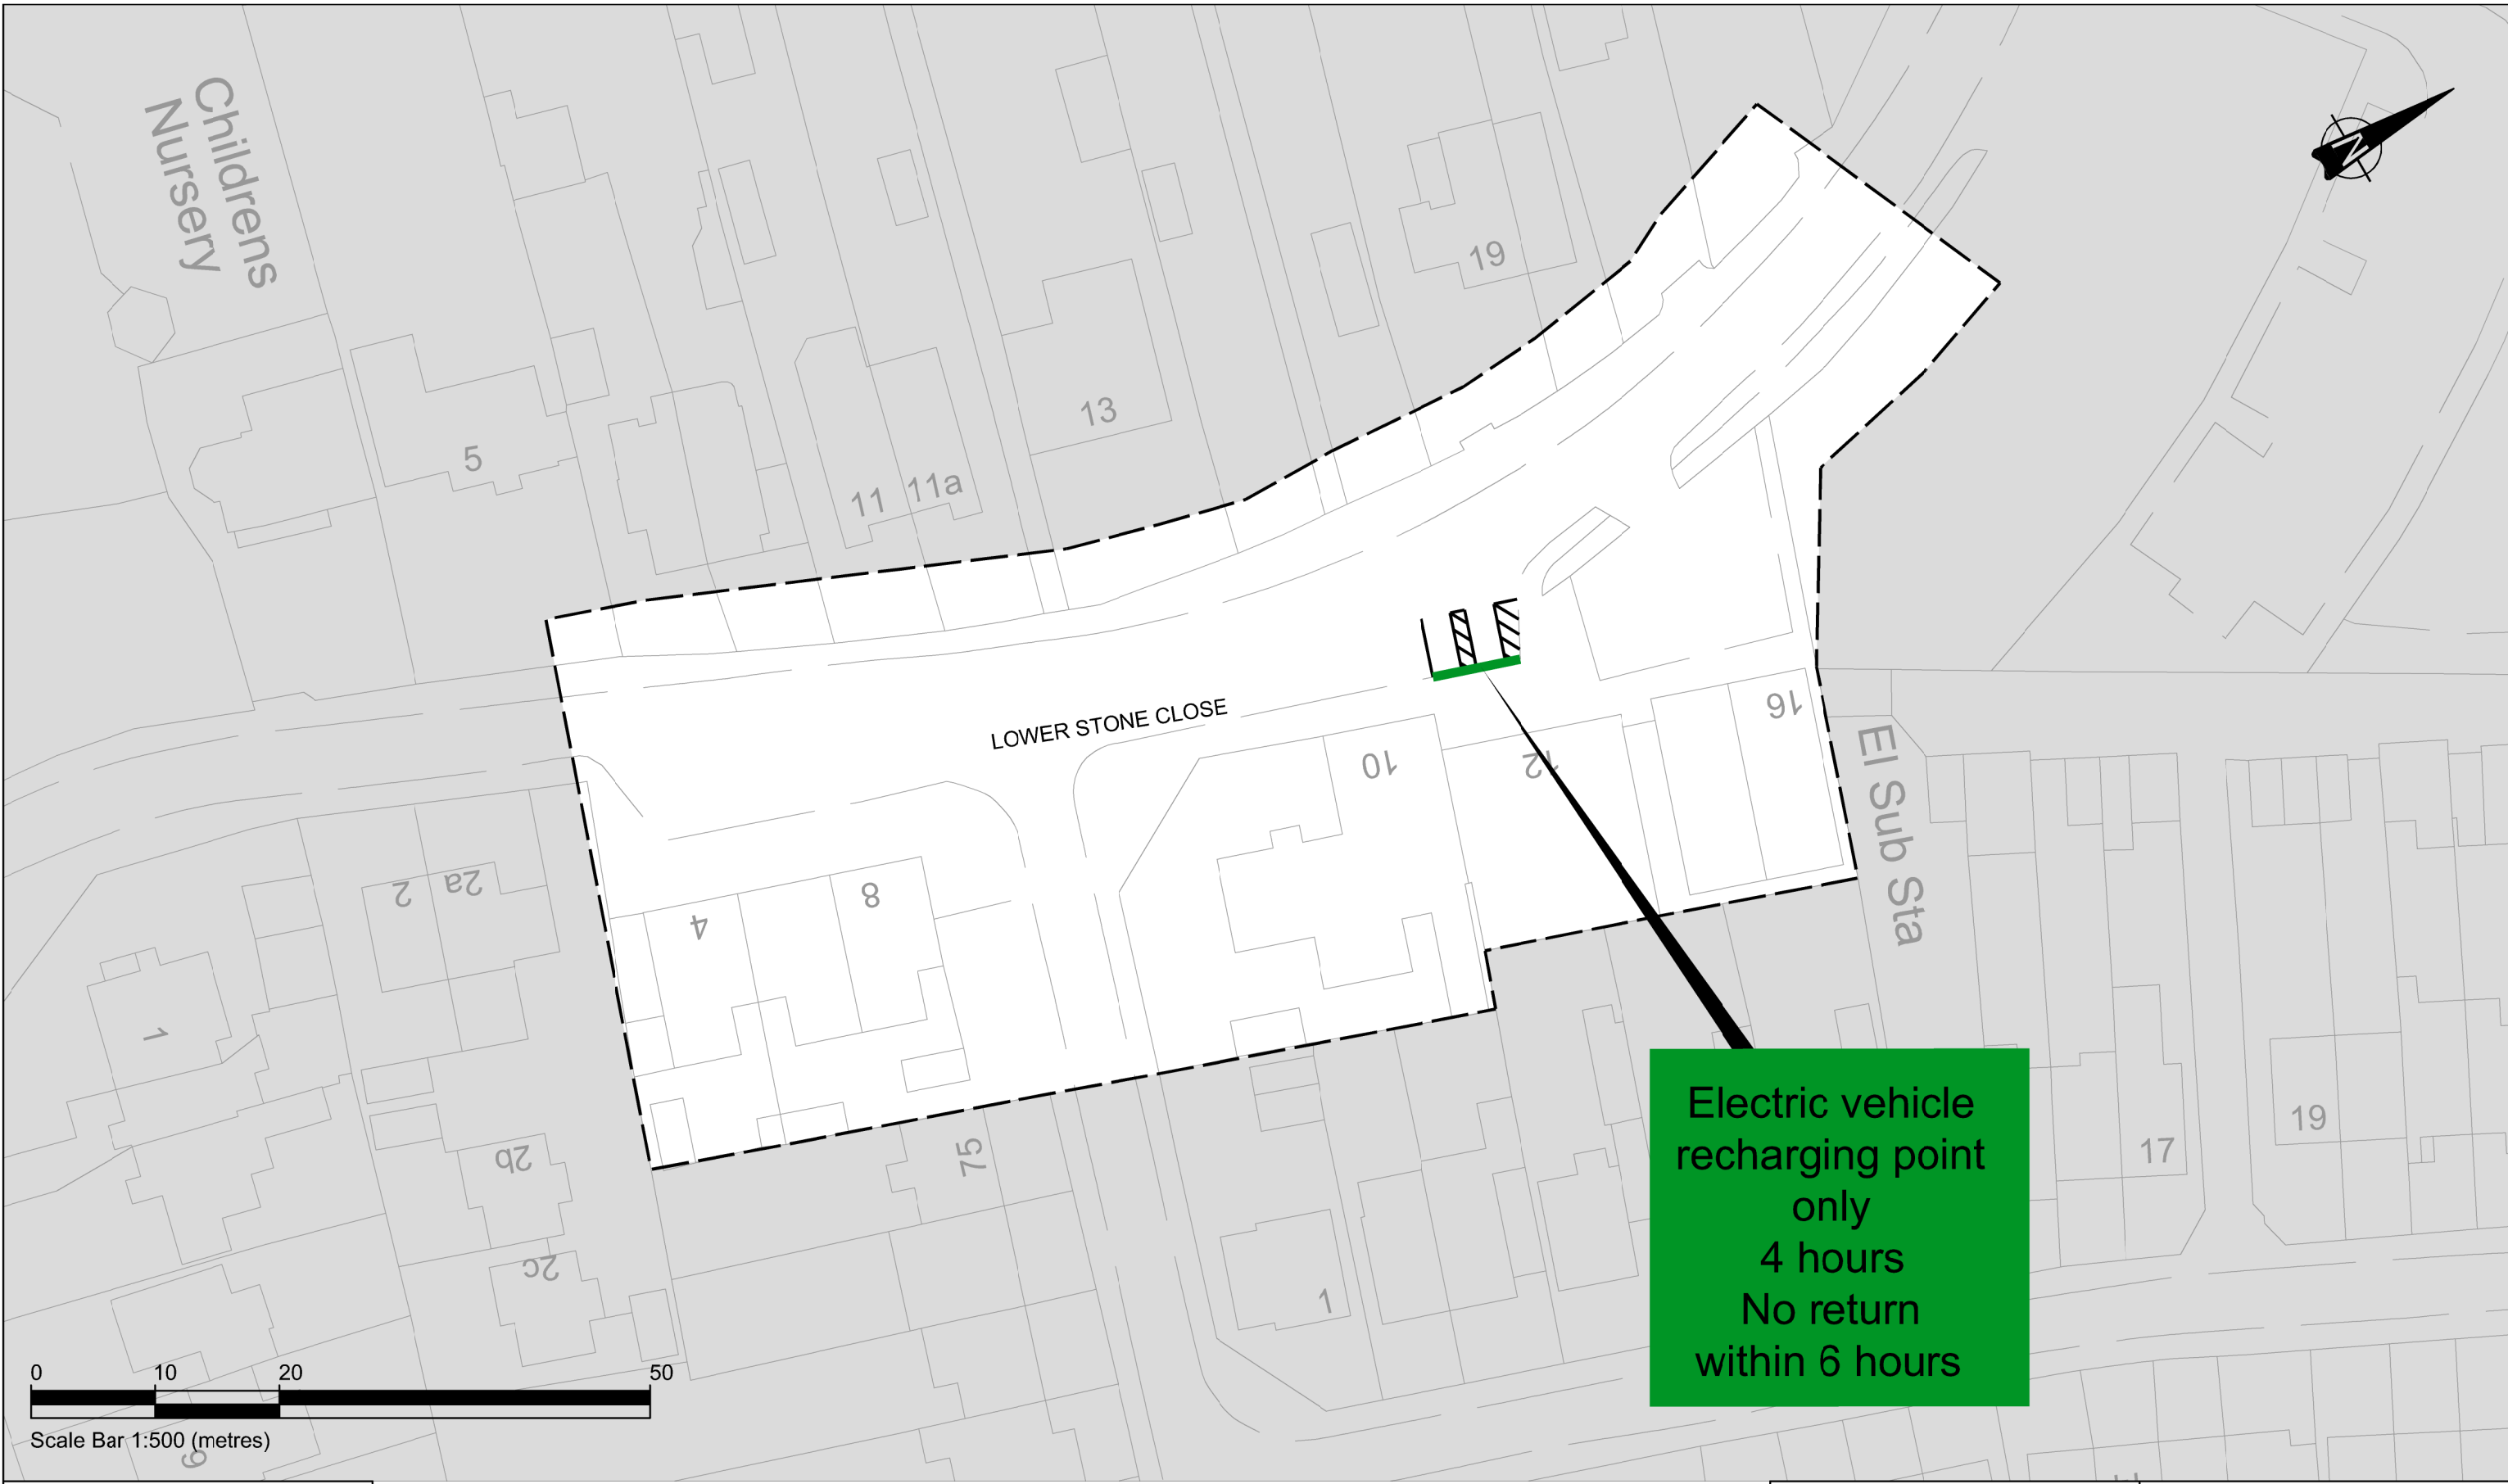 Childrens
Nursery
N
19
13
5
11
11a
LOWER STONE CLOSE
16
10
12
El Sub Sta
2
2a
8
4
1
Electric vehicle
recharging point
only
4 hours
No return
within 6 hours
19
17
75
2b
2c
1
0 10 20 50
Scale Bar 1:500 (metres)